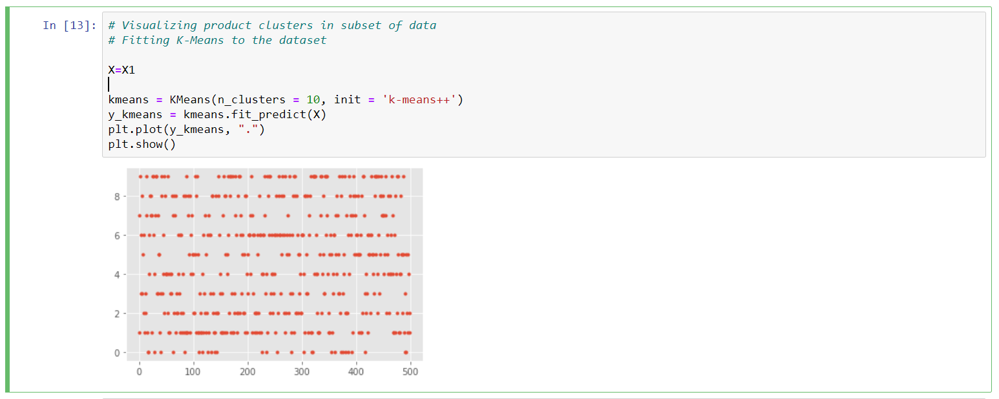 In [13]:
# Visualizing product clusters in subset of data
# Fitting K-Means to the dataset
X=X1
kmeans = KMeans(n_clusters = 10, init = 'k-means++')
y_kmeans = kmeans.fit_predict(X)
plt.plot(y_kmeans, ".")
plt.show()
8
6
4
2
0
0 100 200 300 400 500